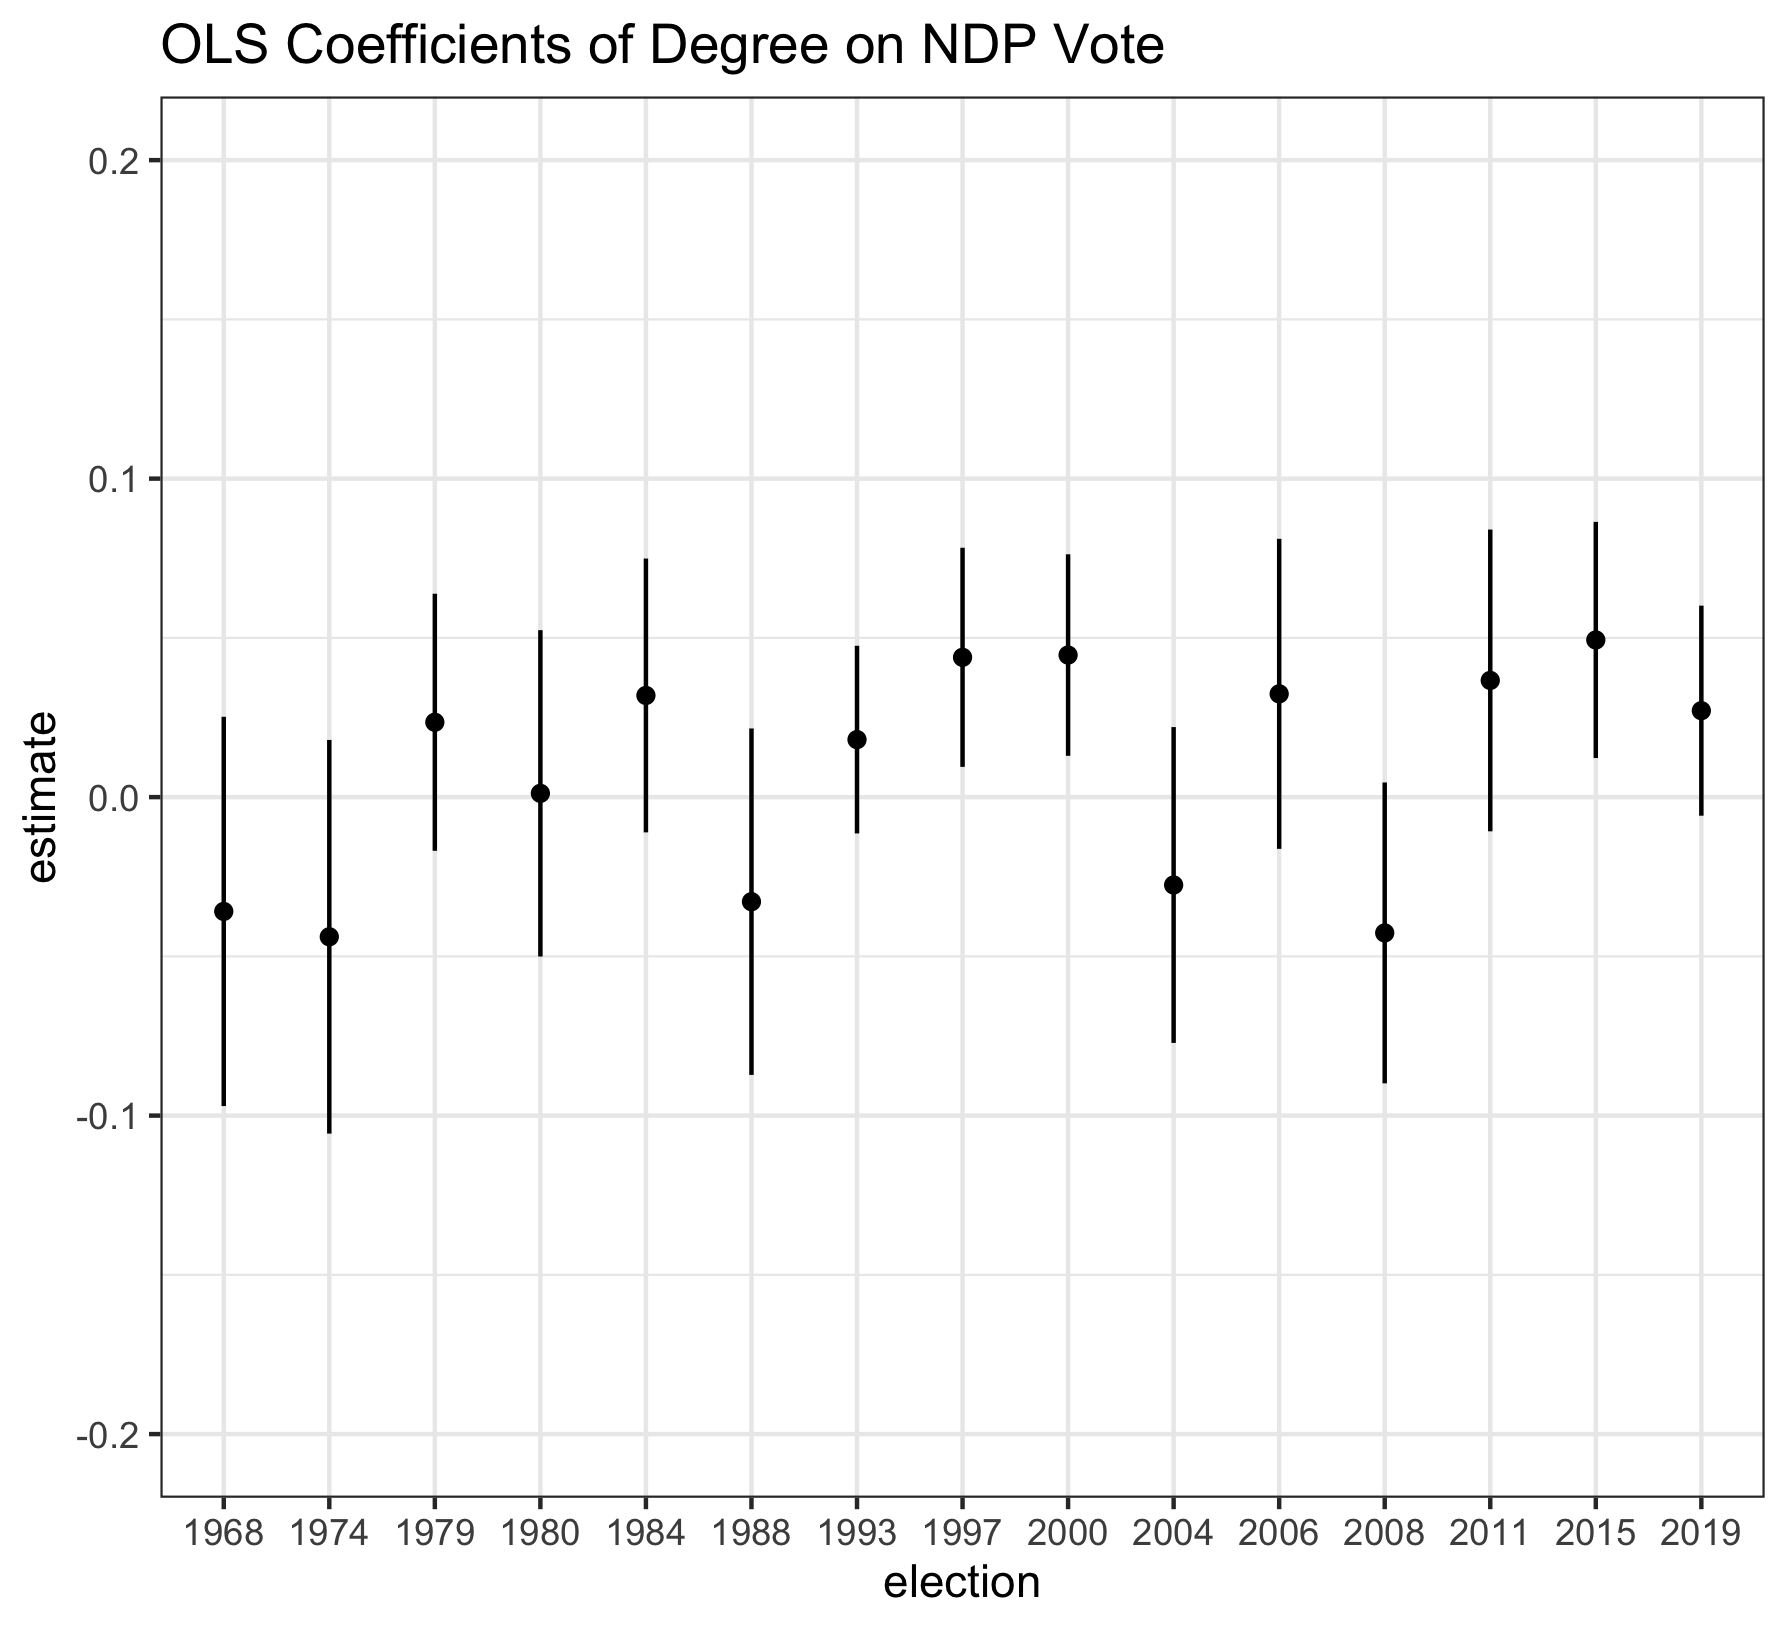 OLS Coefficients of Degree on NDP Vote
0.2
0.1
0.0
-0.1
-0.2
estimate
1968 1974 1979 1980 1984 1988 1993 1997 2000 2004 2006 2008 2011 2015 2019
election